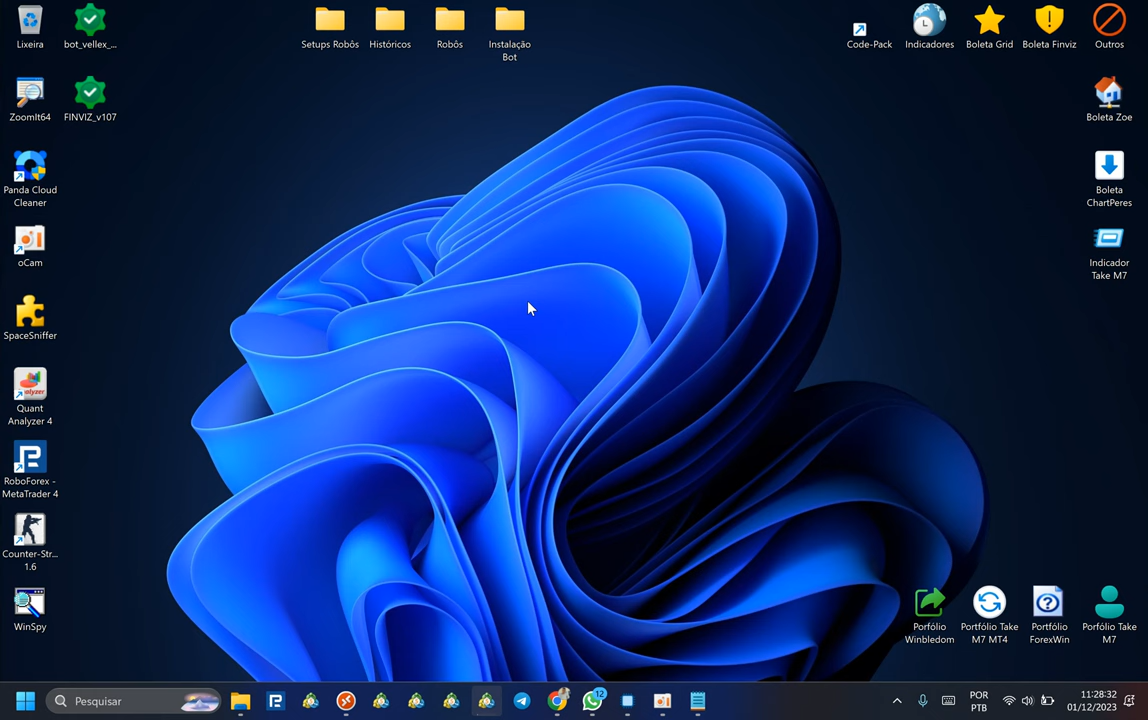 Lixeira
bot_vellex_...
Setups Robôs
Históricos
Robôs
Instalação
Bot
Code-Pack
Indicadores
Boleta Grid
Boleta Finviz
Outros
ZoomIt64
FINVIZ_v107
Boleta Zoe
Panda Cloud
Cleaner
Boleta
ChartPeres
oCam
Indicador
Take M7
SpaceSniffer
Quant
Analyzer 4
RoboForex -
MetaTrader 4
Counter-Str...
1.6
WinSpy
Porfólio
Winbledom
Portfólio Take
M7 MT4
Portfólio
ForexWin
Porfólio Take
M7
Pesquisar
12
POR
PTB
11:28:32
01/12/2023